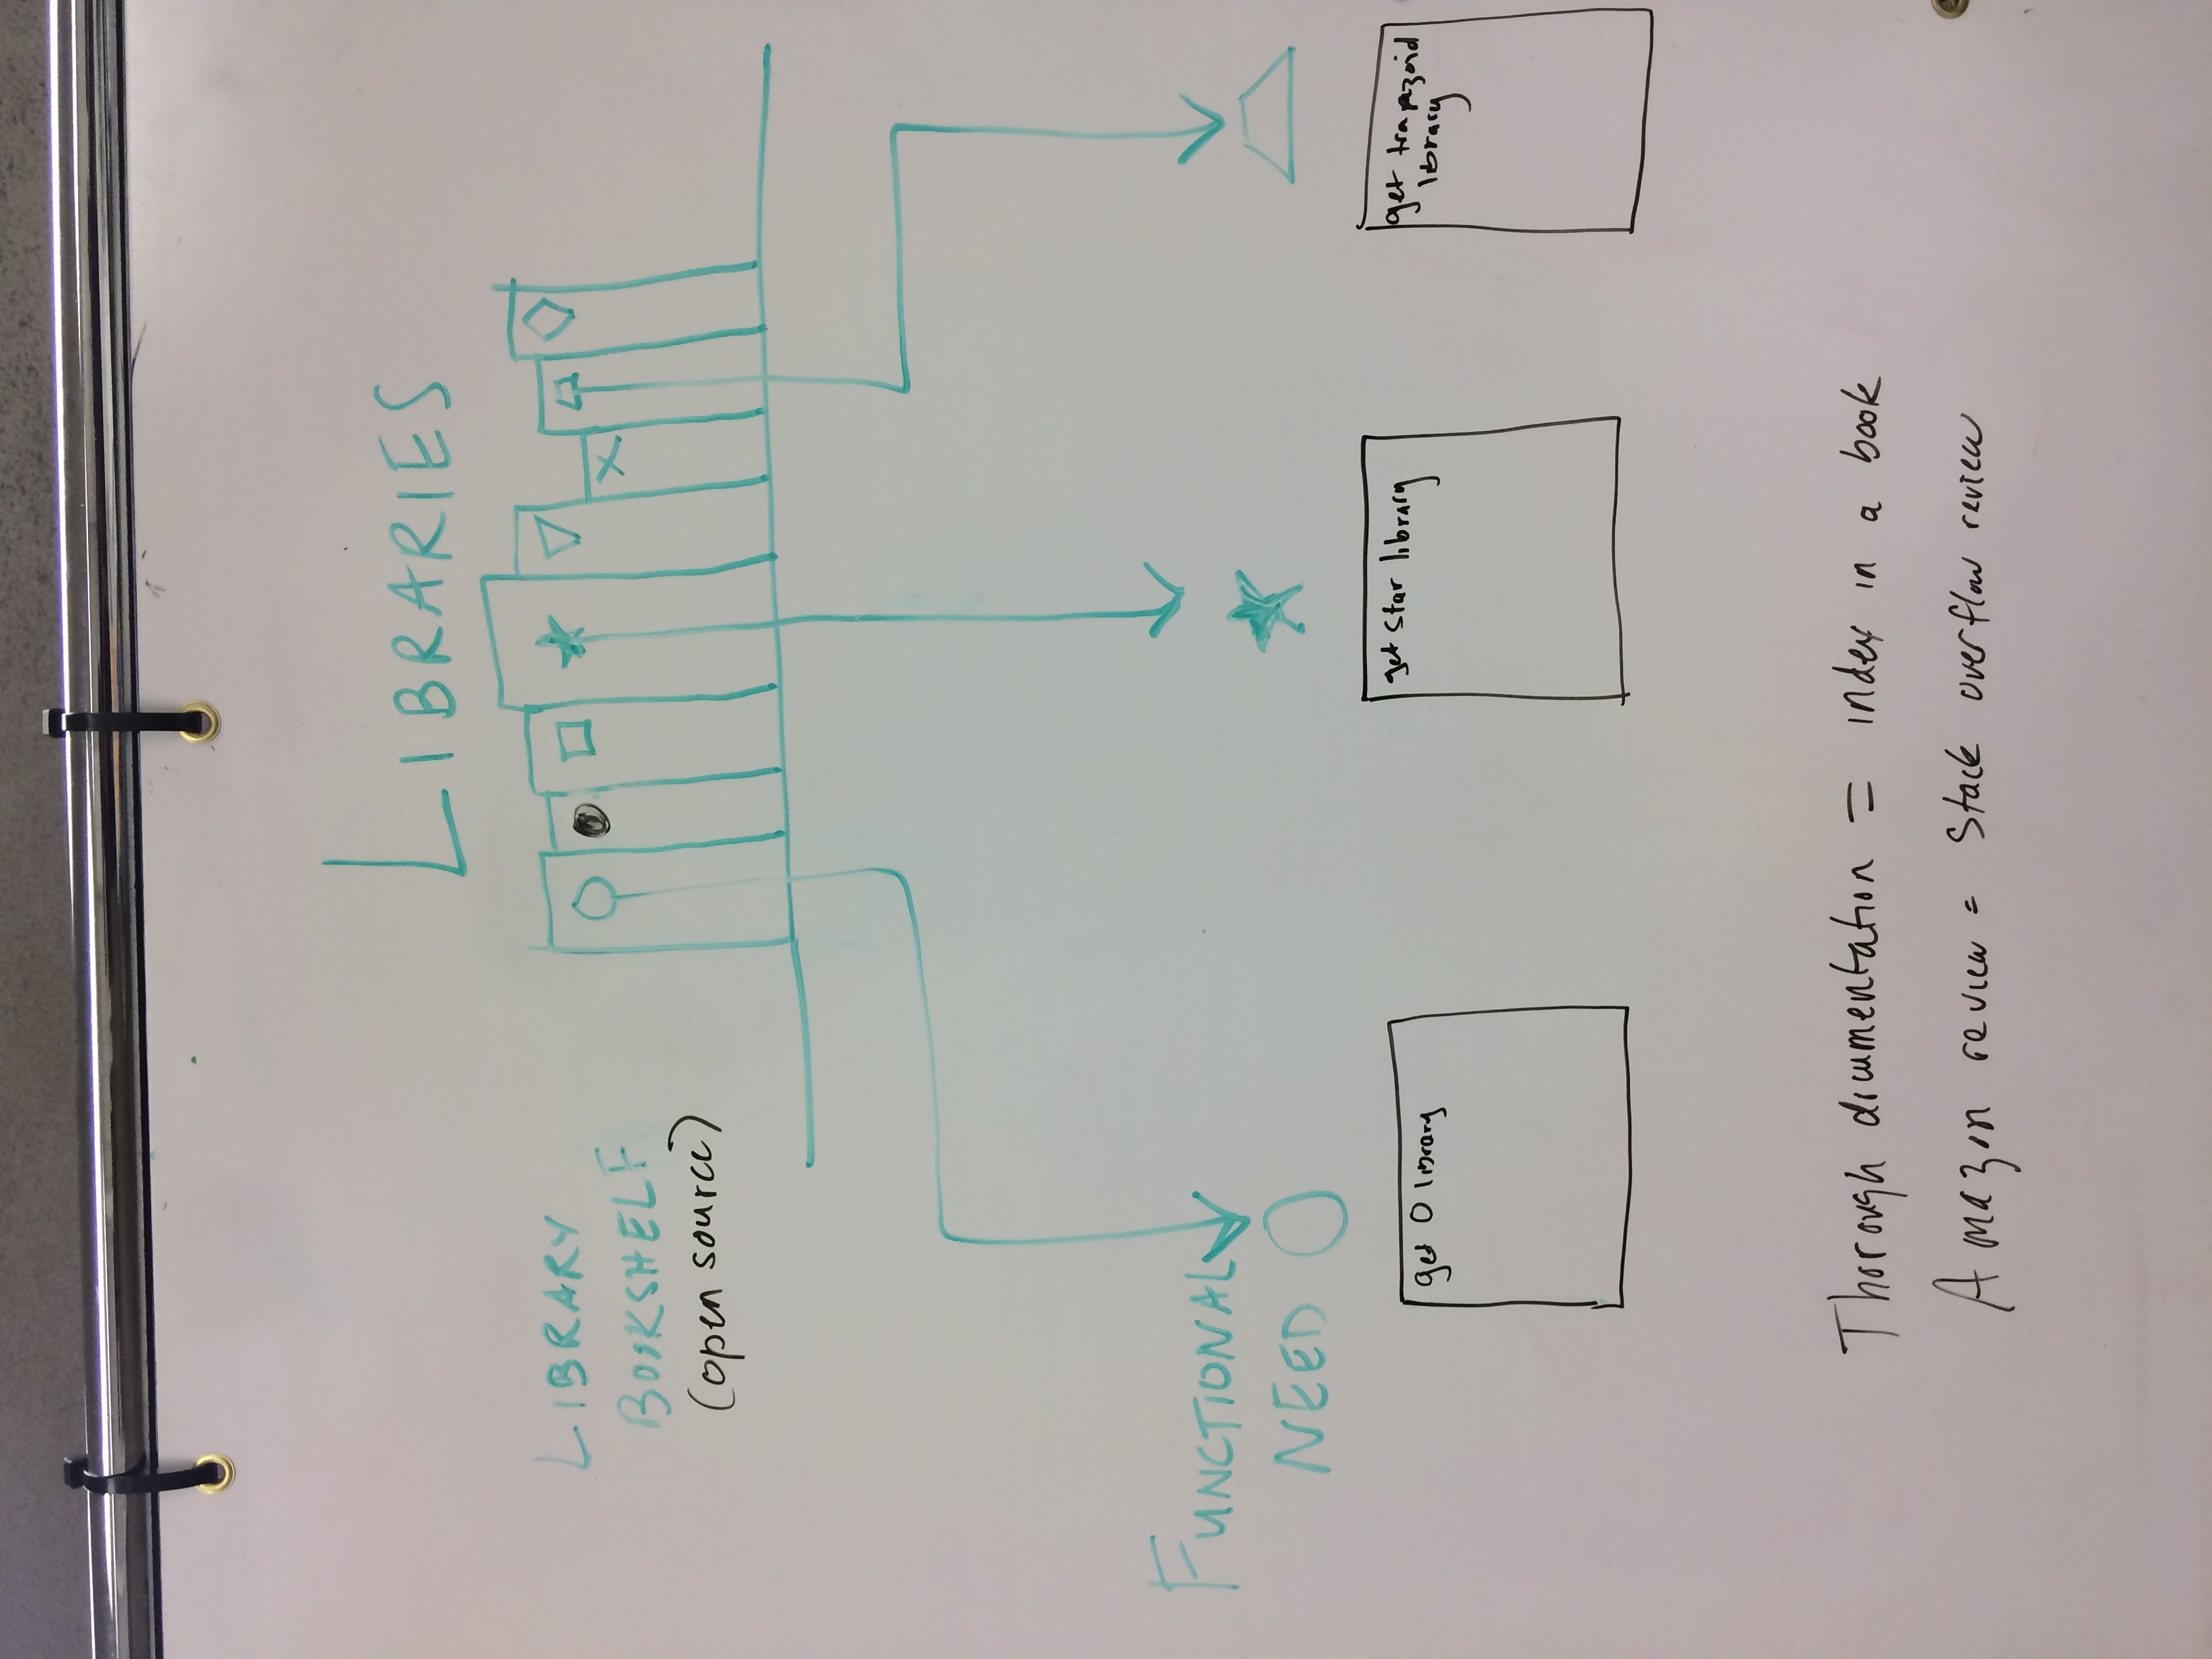 LIBRARIES
LIBRARY
BOOKSHELF
(open source)
FUNCTIONAL
NEED
get O library
get star library
get trapazoid
library
Thorough documentation = index in a book
Amazon review = Stack overflow review